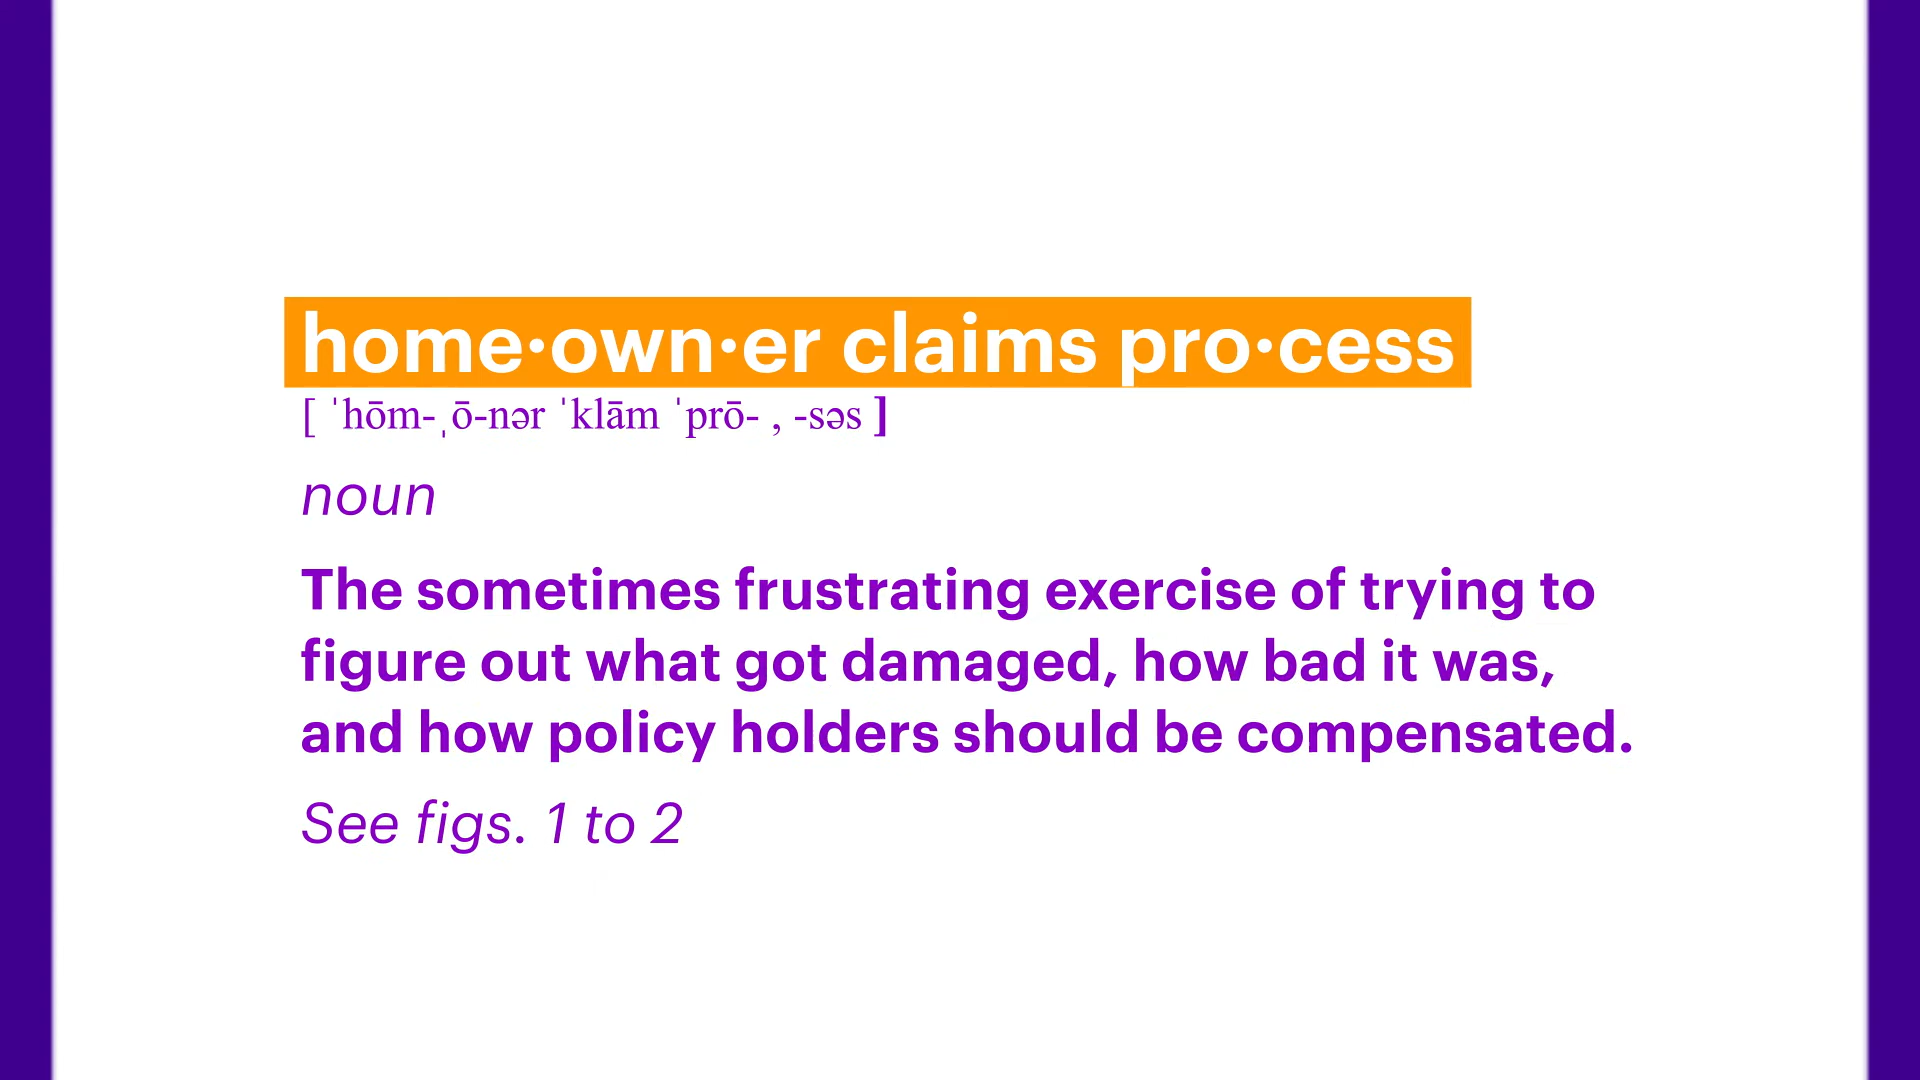 home·own·er claims pro·cess
[ ˈhōm-ˌō-nər ˈklām ˈprō- , -səs ]
noun
The sometimes frustrating exercise of trying to
figure out what got damaged, how bad it was,
and how policy holders should be compensated.
See figs. 1 to 2